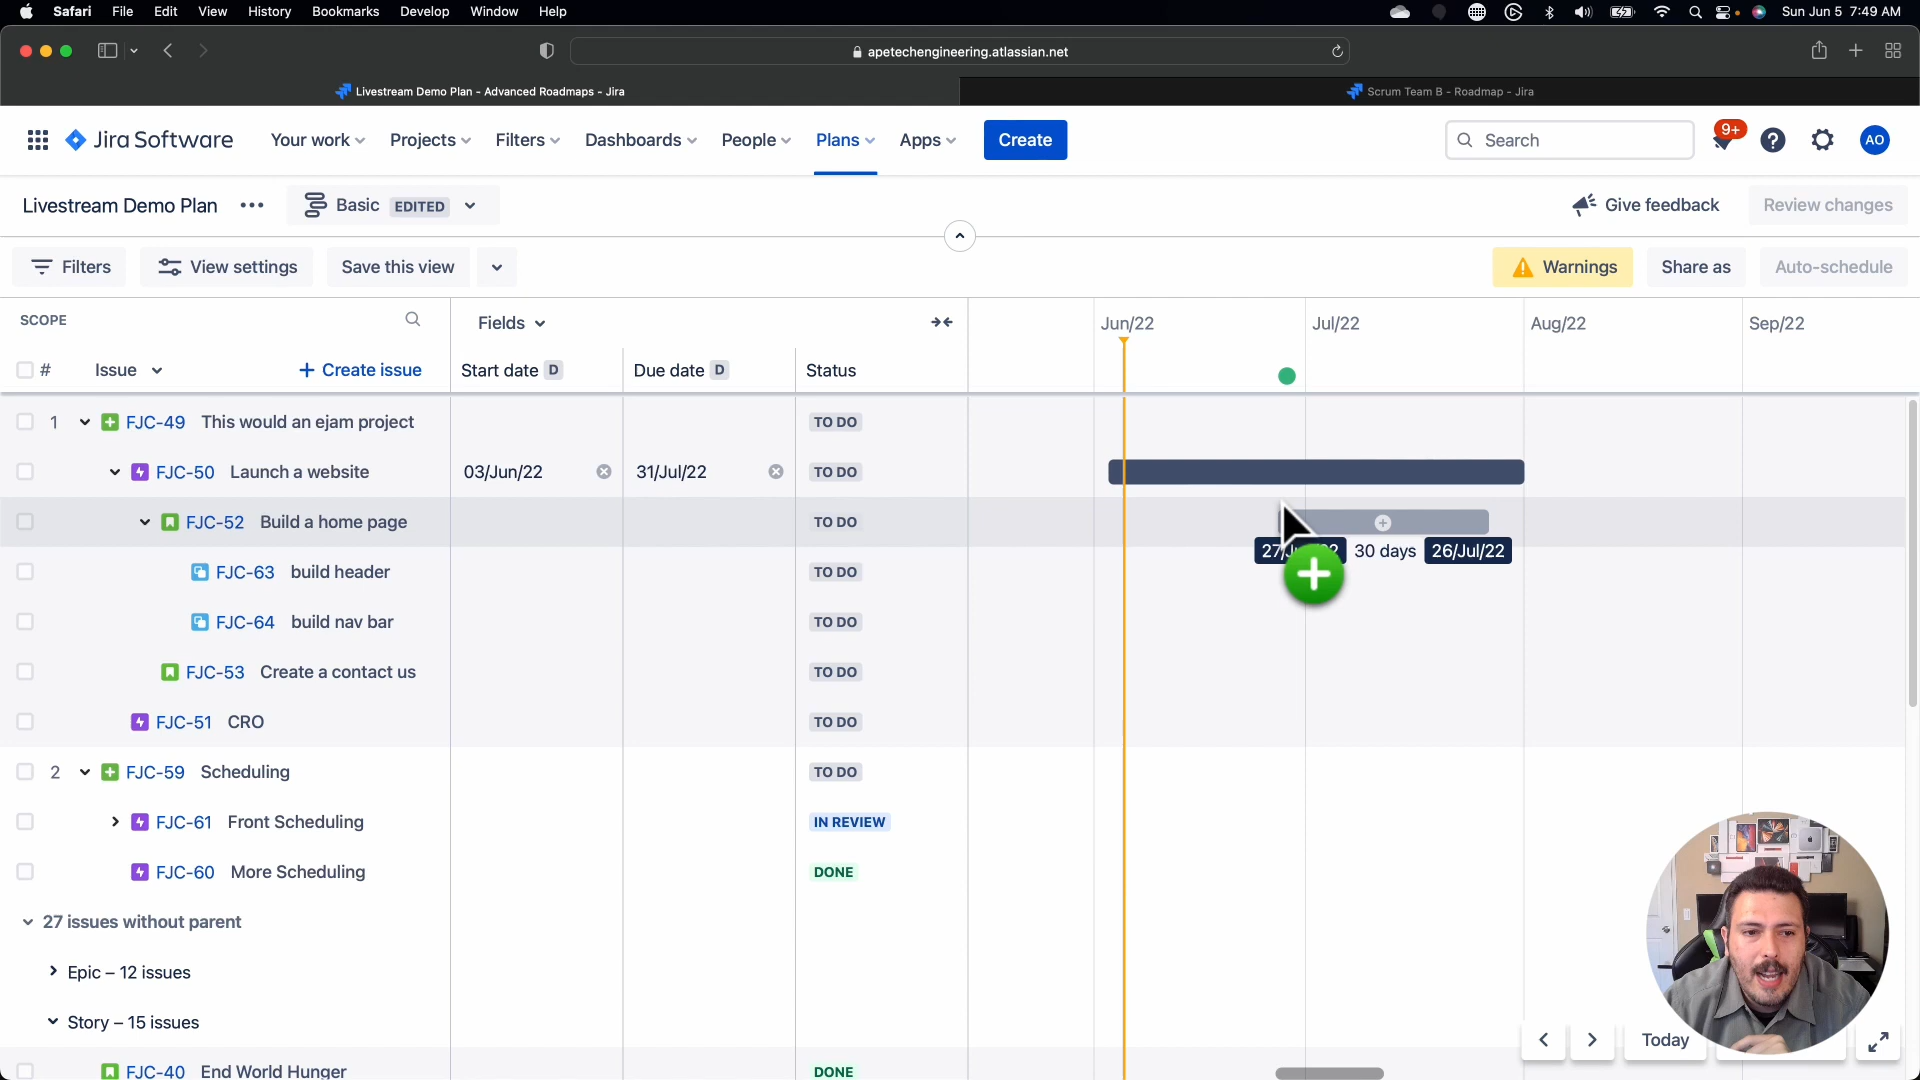 Safari File Edit View History Bookmarks Develop Window Help Sun Jun 5 7:49 AM
apetechengineering.atlassian.net
Livestream Demo Plan - Advanced Roadmaps - Jira Scrum Team B - Roadmap - Jira
Jira Software Your work Projects Filters Dashboards People Plans Apps Create Search 9+ AO
Livestream Demo Plan Basic EDITED Give feedback Review changes
Filters View settings Save this view Warnings Share as Auto-schedule
SCOPE Fields Jun/22 Jul/22 Aug/22 Sep/22
# Issue + Create issue Start date D Due date D Status
1 FJC-49 This would an ejam project TO DO
FJC-50 Launch a website 03/Jun/22 31/Jul/22 TO DO
FJC-52 Build a home page TO DO
30 days 26/Jul/22
FJC-63 build header TO DO
FJC-64 build nav bar TO DO
FJC-53 Create a contact us TO DO
FJC-51 CRO TO DO
2 FJC-59 Scheduling TO DO
FJC-61 Front Scheduling IN REVIEW
FJC-60 More Scheduling DONE
27 issues without parent
Epic – 12 issues
Story – 15 issues
Today
FJC-40 End World Hunger DONE